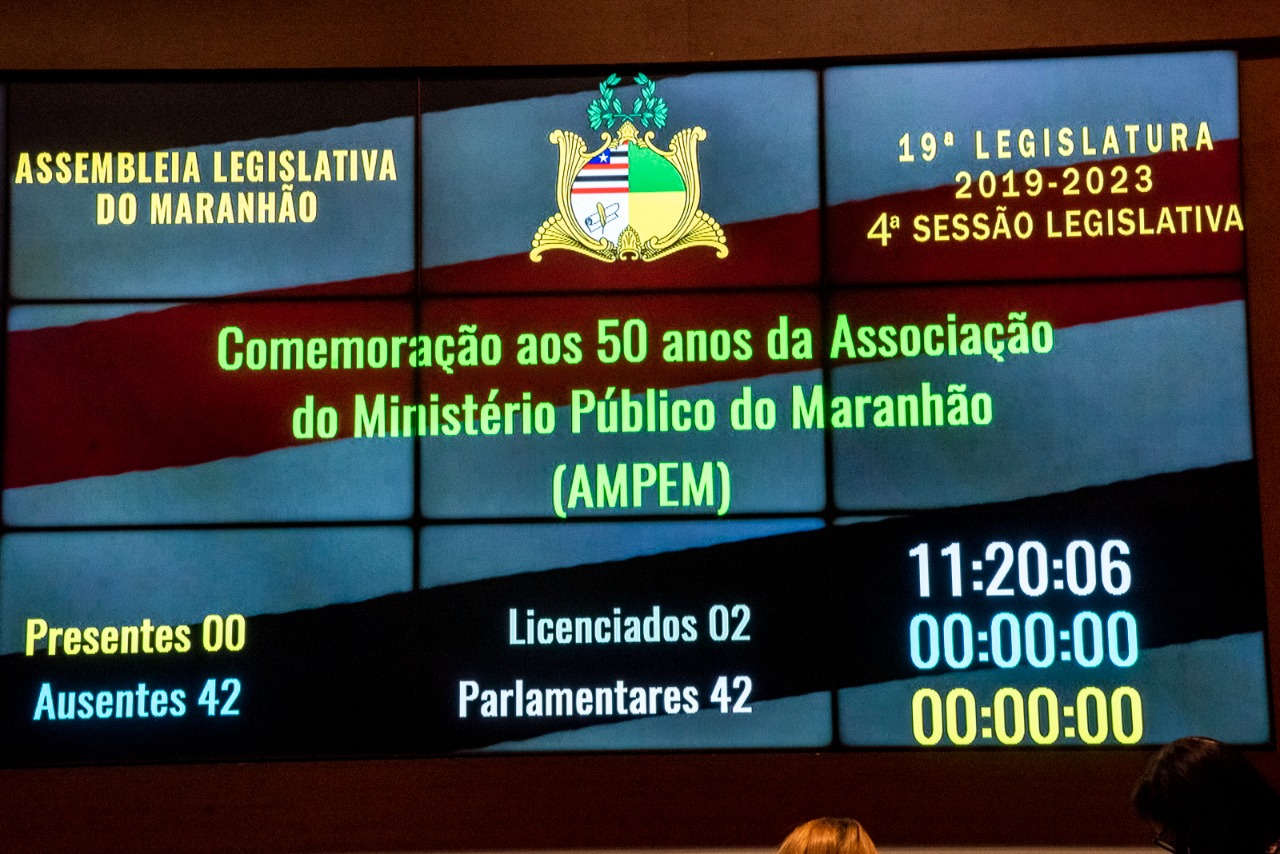 ASSEMBLEIA LEGISLATIVA
DO MARANHÃO
19ª LEGISLATURA
2019-2023
4ª SESSÃO LEGISLATIVA
Comemoração aos 50 anos da Associação
do Ministério Público do Maranhão
(AMPEM)
Presentes 00
Ausentes 42
Licenciados 02
Parlamentares 42
11:20:06
00:00:00
00:00:00